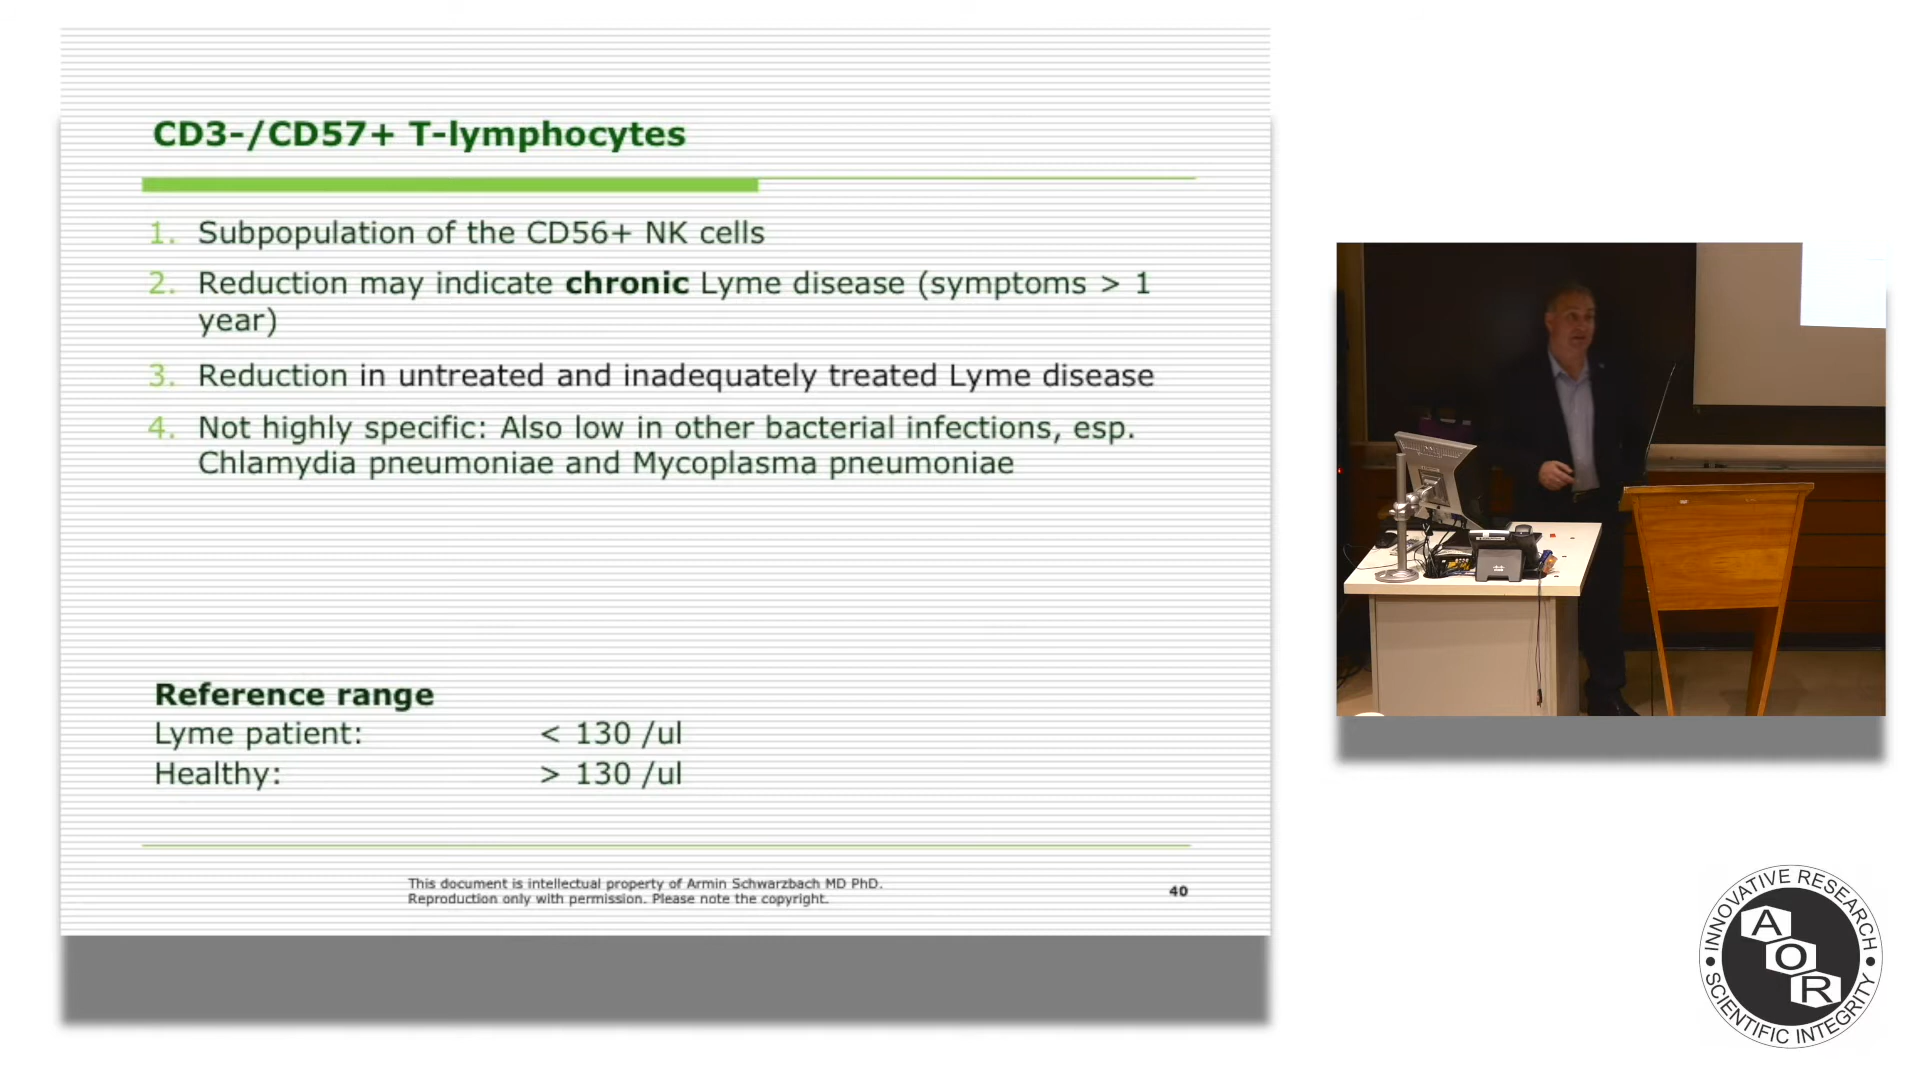 CD3-/CD57+ T-lymphocytes
1. Subpopulation of the CD56+ NK cells
2. Reduction may indicate chronic Lyme disease (symptoms > 1
year)
3. Reduction in untreated and inadequately treated Lyme disease
4. Not highly specific: Also low in other bacterial infections, esp.
Chlamydia pneumoniae and Mycoplasma pneumoniae
Reference range
Lyme patient: < 130 /ul
Healthy: > 130 /ul
This document is intellectual property of Armin Schwarzbach MD PhD.
Reproduction only with permission. Please note the copyright.
40
INNOVATIVE RESEARCH
AOR
SCIENTIFIC INTEGRITY